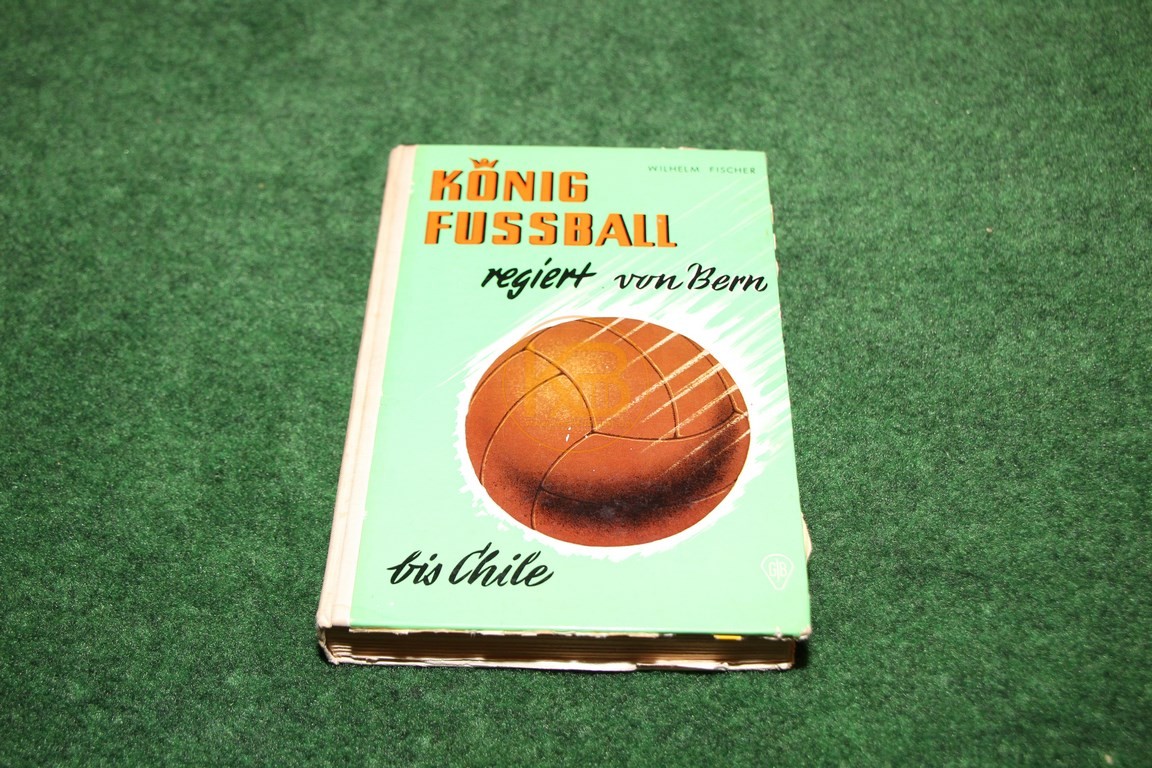 WILHELM FISCHER
KÖNIG
FUSSBALL
regiert von Bern
bis Chile